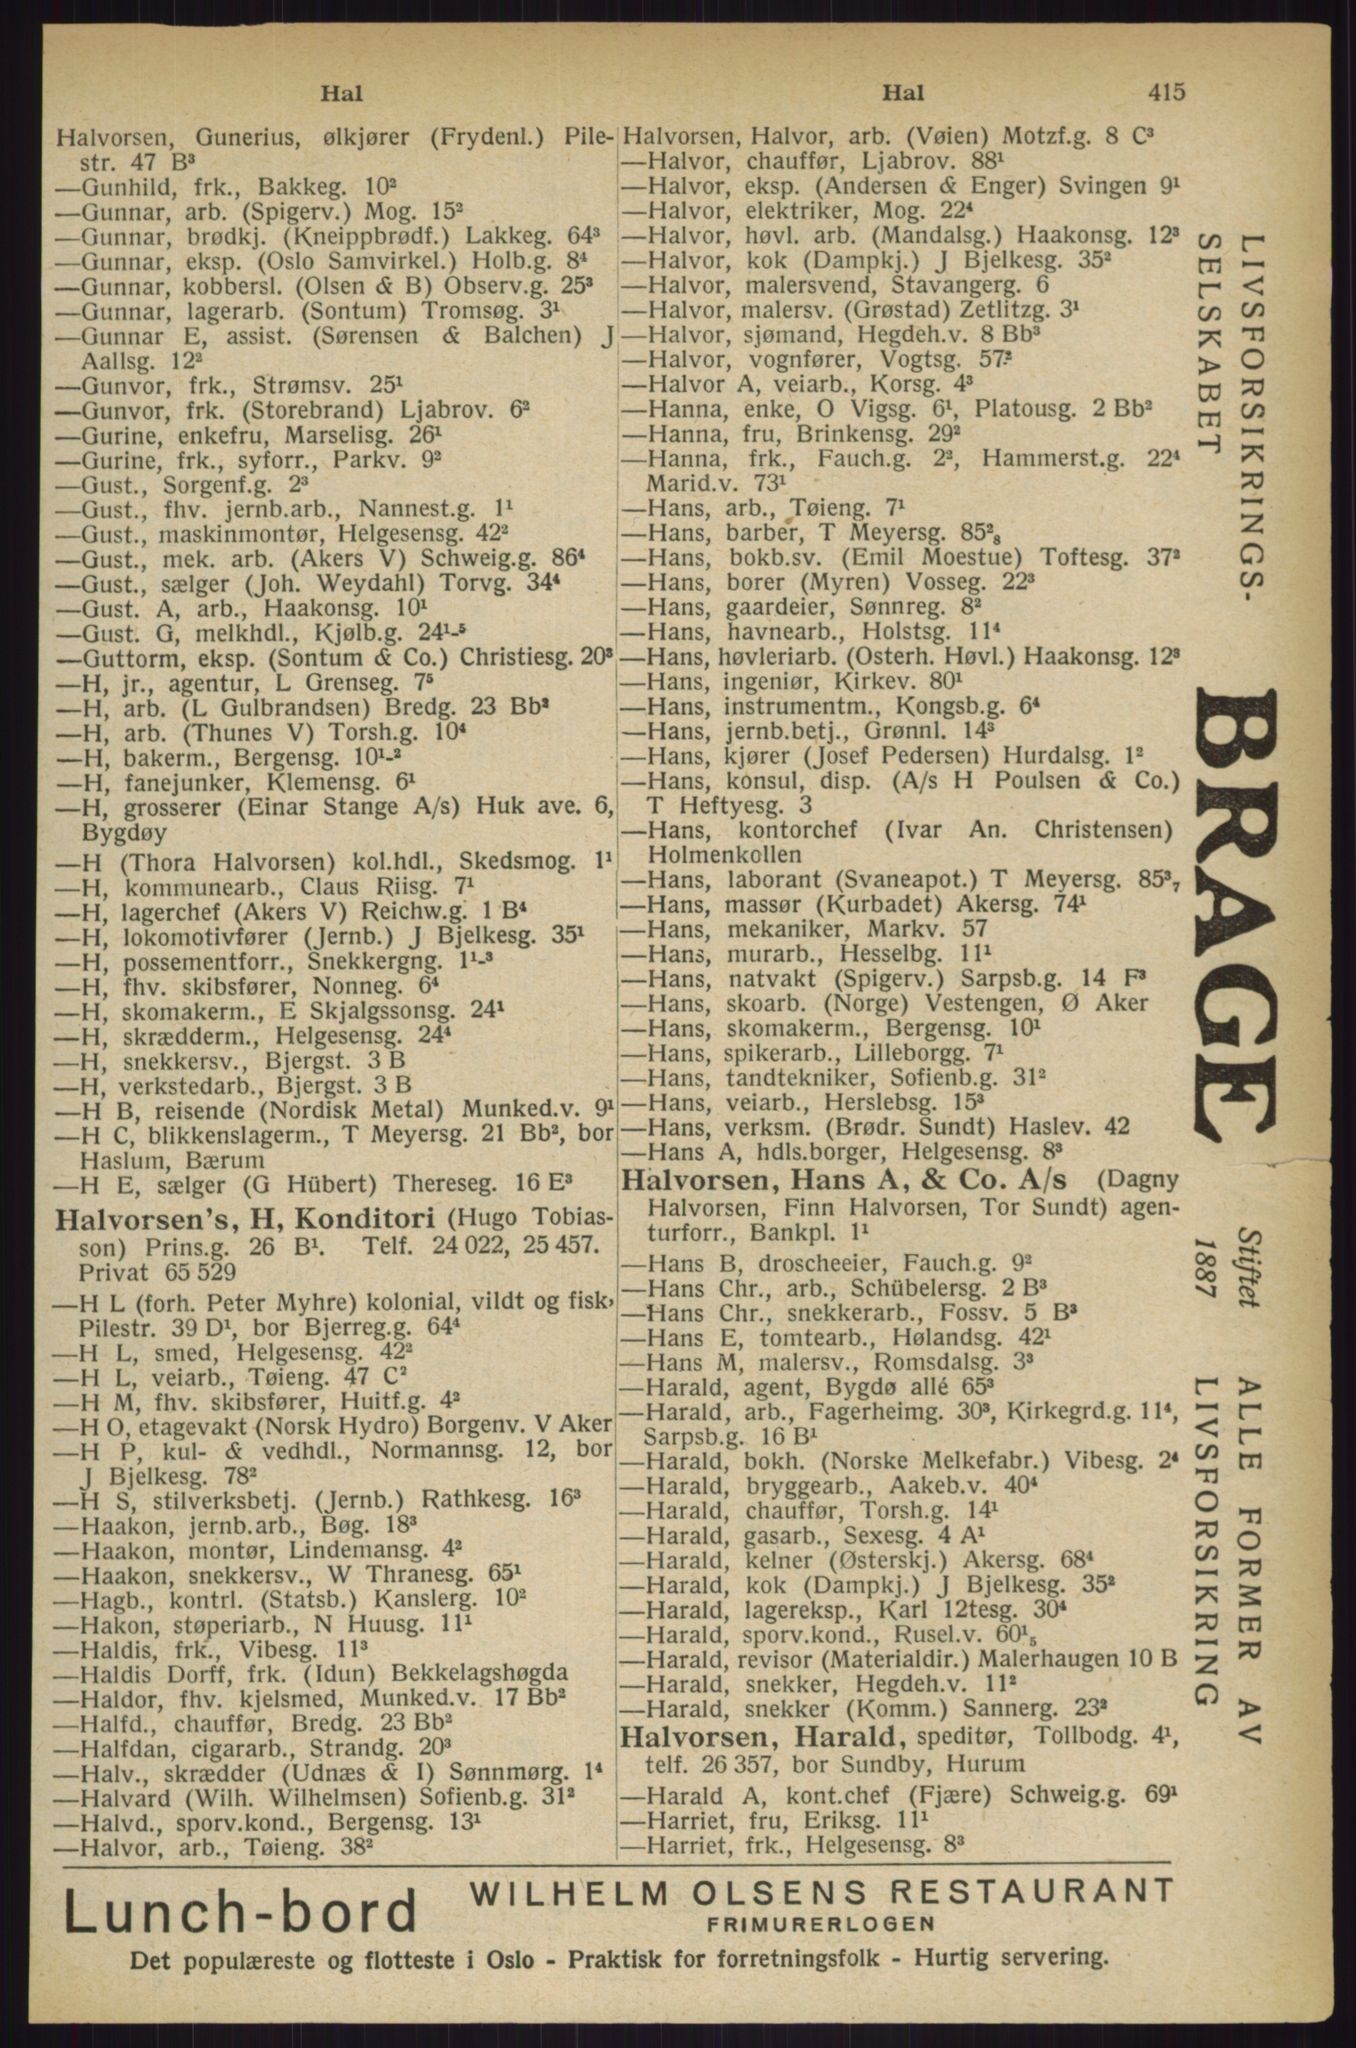 Hal
Halvorsen, Gunerius, ølkjører (Frydenl.) Pile-
str. 47 B³
—Gunhild, frk., Bakkeg. 10²
—Gunnar, arb. (Spigerv.) Mog. 15²
—Gunnar, brødkj. (Kneippbrødf.) Lakkeg. 64³
—Gunnar, eksp. (Oslo Samvirkel.) Holb.g. 8⁴
—Gunnar, kobbersl. (Olsen & B) Observ.g. 25³
—Gunnar, lagerarb. (Sontum) Tromsøg. 3¹
—Gunnar E, assist. (Sørensen & Balchen) J
Aallsg. 12²
—Gunvor, frk., Strømsv. 25¹
—Gunvor, frk. (Storebrand) Ljabrov. 6²
—Gurine, enkefru, Marselisg. 26¹
—Gurine, frk., syforr., Parkv. 9²
—Gust., Sorgenf.g. 2³
—Gust., fhv. jernb.arb., Nannest.g. 1¹
—Gust., maskinmontør, Helgesensg. 42²
—Gust., mek. arb. (Akers V) Schweig.g. 86⁴
—Gust., sælger (Joh. Weydahl) Torvg. 34⁴
—Gust. A, arb., Haakonsg. 10¹
—Gust. G, melkhdl., Kjølb.g. 24¹-⁵
—Guttorm, eksp. (Sontum & Co.) Christiesg. 20³
—H, jr., agentur, L Grenseg. 7⁵
—H, arb. (L Gulbrandsen) Bredg. 23 Bb²
—H, arb. (Thunes V) Torsh.g. 10⁴
—H, bakerm., Bergensg. 10¹-²
—H, fanejunker, Klemensg. 6¹
—H, grosserer (Einar Stange A/s) Huk ave. 6,
Bygdøy
—H (Thora Halvorsen) kol.hdl., Skedsmog. 1¹
—H, kommunearb., Claus Riisg. 7¹
—H, lagerchef (Akers V) Reichw.g. 1 B⁴
—H, lokomotivfører (Jernb.) J Bjelkesg. 35¹
—H, possementforr., Snekkergng. 1¹-³
—H, fhv. skibsfører, Nonneg. 6⁴
—H, skomakerm., E Skjalgssonsg. 24¹
—H, skrædderm., Helgesensg. 24⁴
—H, snekkersv., Bjergst. 3 B
—H, verkstedarb., Bjergst. 3 B
—H B, reisende (Nordisk Metal) Munked.v. 9¹
—H C, blikkenslagerm., T Meyersg. 21 Bb², bor
Haslum, Bærum
—H E, sælger (G Hübert) Thereseg. 16 E³
Halvorsen's, H, Konditori (Hugo Tobias-
son) Prins.g. 26 B¹. Telf. 24 022, 25 457.
Privat 65 529
—H L (forh. Peter Myhre) kolonial, vildt og fisk,
Pilestr. 39 D¹, bor Bjerreg.g. 64⁴
—H L, smed, Helgesensg. 42²
—H L, veiarb., Tøieng. 47 C²
—H M, fhv. skibsfører, Huitf.g. 4²
—H O, etagevakt (Norsk Hydro) Borgenv. V Aker
—H P, kul- & vedhdl., Normannsg. 12, bor
J Bjelkesg. 78²
—H S, stilverksbetj. (Jernb.) Rathkesg. 16³
—Haakon, jernb.arb., Bøg. 18³
—Haakon, montør, Lindemansg. 4²
—Haakon, snekkersv., W Thranesg. 65¹
—Hagb., kontrl. (Statsb.) Kanslerg. 10²
—Hakon, støperiarb., N Huusg. 11¹
—Haldis, frk., Vibesg. 11³
—Haldis Dorff, frk. (Idun) Bekkelagshøgda
—Haldor, fhv. kjelsmed, Munked.v. 17 Bb²
—Halfd., chauffør, Bredg. 23 Bb²
—Halfdan, cigararb., Strandg. 20³
—Halv., skrædder (Udnæs & I) Sønnmørg. 1⁴
—Halvard (Wilh. Wilhelmsen) Sofienb.g. 31²
—Halvd., sporv.kond., Bergensg. 13¹
—Halvor, arb., Tøieng. 38²
Hal 415
Halvorsen, Halvor, arb. (Vøien) Motzf.g. 8 C³
—Halvor, chauffør, Ljabrov. 88¹
—Halvor, eksp. (Andersen & Enger) Svingen 9¹
—Halvor, elektriker, Mog. 22⁴
—Halvor, høvl. arb. (Mandalsg.) Haakonsg. 12³
—Halvor, kok (Dampkj.) J Bjelkesg. 35²
—Halvor, malersvend, Stavangerg. 6
—Halvor, malersv. (Grøstad) Zetlitzg. 3¹
—Halvor, sjømand, Hegdeh.v. 8 Bb³
—Halvor, vognfører, Vogtsg. 57²
—Halvor A, veiarb., Korsg. 4³
—Hanna, enke, O Vigsg. 6¹, Platousg. 2 Bb²
—Hanna, fru, Brinkensg. 29²
—Hanna, frk., Fauch.g. 2², Hammerst.g. 22⁴
Marid.v. 73¹
—Hans, arb., Tøieng. 7¹
—Hans, barber, T Meyersg. 85²₈
—Hans, bokb.sv. (Emil Moestue) Toftesg. 37²
—Hans, borer (Myren) Vosseg. 22³
—Hans, gaardeier, Sønnreg. 8²
—Hans, havnearb., Holstsg. 11⁴
—Hans, høvleriarb. (Osterh. Høvl.) Haakonsg. 12³
—Hans, ingeniør, Kirkev. 80¹
—Hans, instrumentm., Kongsb.g. 6⁴
—Hans, jernb.betj., Grønnl. 14³
—Hans, kjører (Josef Pedersen) Hurdalsg. 1²
—Hans, konsul, disp. (A/s H Poulsen & Co.)
T Heftyesg. 3
—Hans, kontorchef (Ivar An. Christensen)
Holmenkollen
—Hans, laborant (Svaneapot.) T Meyersg. 85³₇
—Hans, massør (Kurbadet) Akersg. 74¹
—Hans, mekaniker, Markv. 57
—Hans, murarb., Hesselbg. 11¹
—Hans, natvakt (Spigerv.) Sarpsb.g. 14 F³
—Hans, skoarb. (Norge) Vestengen, Ø Aker
—Hans, skomakerm., Bergensg. 10¹
—Hans, spikerarb., Lilleborgg. 7¹
—Hans, tandtekniker, Sofienb.g. 31²
—Hans, veiarb., Herslebsg. 15³
—Hans, verksm. (Brødr. Sundt) Haslev. 42
—Hans A, hdls.borger, Helgesensg. 8³
Halvorsen, Hans A, & Co. A/s (Dagny
Halvorsen, Finn Halvorsen, Tor Sundt) agen-
turforr., Bankpl. 1¹
—Hans B, droscheeier, Fauch.g. 9²
—Hans Chr., arb., Schübelersg. 2 B³
—Hans Chr., snekkerarb., Fossv. 5 B³
—Hans E, tomtearb., Hølandsg. 42¹
—Hans M, malersv., Romsdalsg. 3³
—Harald, agent, Bygdø allé 65³
—Harald, arb., Fagerheimg. 30³, Kirkegrd.g. 11⁴,
Sarpsb.g. 16 B¹
—Harald, bokh. (Norske Melkefabr.) Vibesg. 2⁴
—Harald, bryggearb., Aakeb.v. 40⁴
—Harald, chauffør, Torsh.g. 14¹
—Harald, gasarb., Sexesg. 4 A¹
—Harald, kelner (Østerskj.) Akersg. 68⁴
—Harald, kok (Dampkj.) J Bjelkesg. 35²
—Harald, lagereksp., Karl 12tesg. 30⁴
—Harald, sporv.kond., Rusel.v. 60¹₅
—Harald, revisor (Materialdir.) Malerhaugen 10 B
—Harald, snekker, Hegdeh.v. 11²
—Harald, snekker (Komm.) Sannerg. 23²
Halvorsen, Harald, speditør, Tollbodg. 4¹,
telf. 26 357, bor Sundby, Hurum
—Harald A, kont.chef (Fjære) Schweig.g. 69¹
—Harriet, fru, Eriksg. 11¹
—Harriet, frk., Helgesensg. 8³
LIVSFORSIKRINGS-
SELSKABET
BRAGE
Stiftet
1887
ALLE FORMER AV
LIVSFORSIKRING
Lunch-bord
WILHELM OLSENS RESTAURANT
FRIMURERLOGEN
Det populæreste og flotteste i Oslo - Praktisk for forretningsfolk - Hurtig servering.